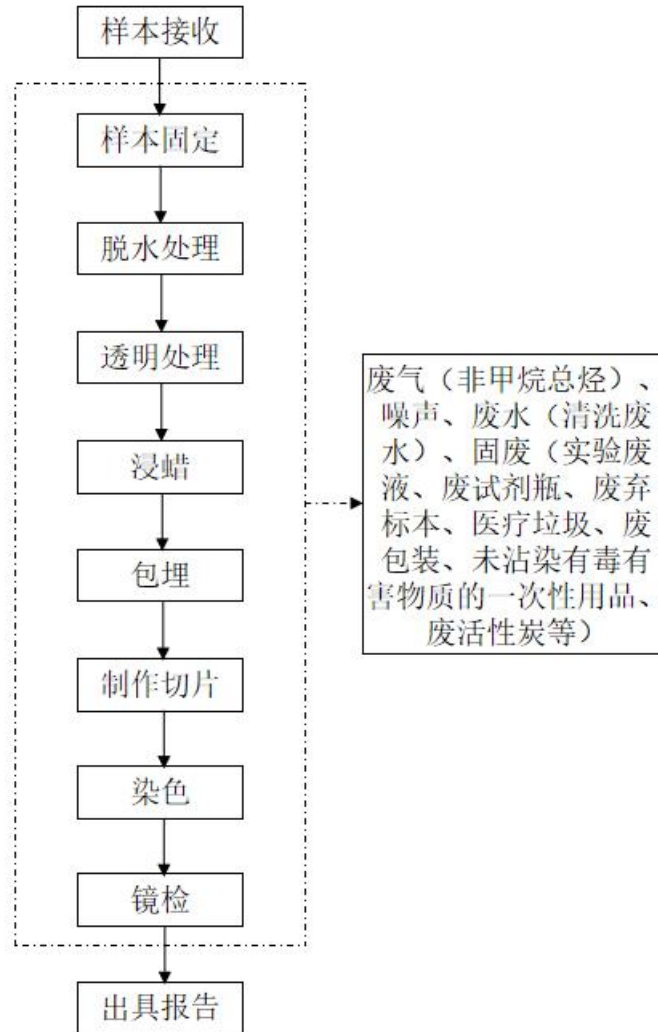 样本接收
样本固定
脱水处理
透明处理
浸蜡
包埋
制作切片
染色
镜检
出具报告
废气（非甲烷总烃）、
噪声、废水（清洗废
水）、固废（实验废
液、废试剂瓶、废弃
标本、医疗垃圾、废
包装、未沾染有毒有
害物质的一次性用品、
废活性炭等）